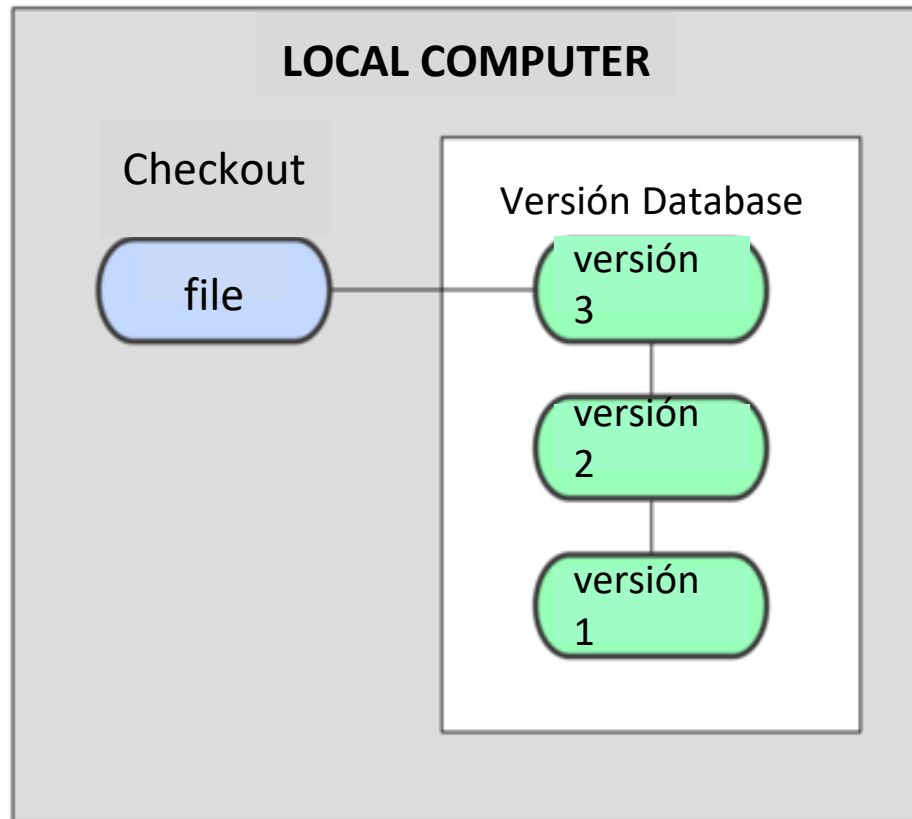 LOCAL COMPUTER
Checkout
file
Versión Database
versión
3
versión
2
versión
1